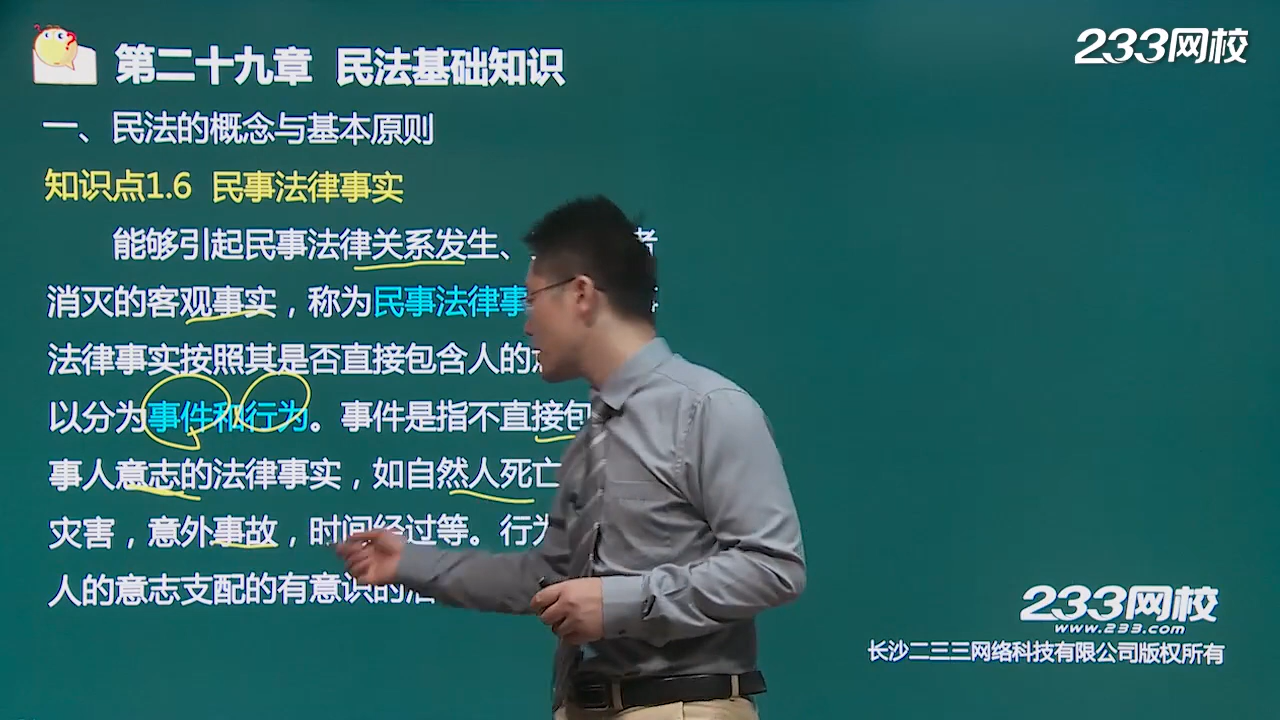 第二十九章 民法基础知识
233网校
一、民法的概念与基本原则
知识点1.6 民事法律事实
能够引起民事法律关系发生、
消灭的客观事实，称为民事法律事
法律事实按照其是否直接包含人的
以分为事件和行为。事件是指不直接包
事人意志的法律事实，如自然人死亡
灾害，意外事故，时间经过等。行为
人的意志支配的有意识的活
233网校
www.233.com
长沙二三三网络科技有限公司版权所有